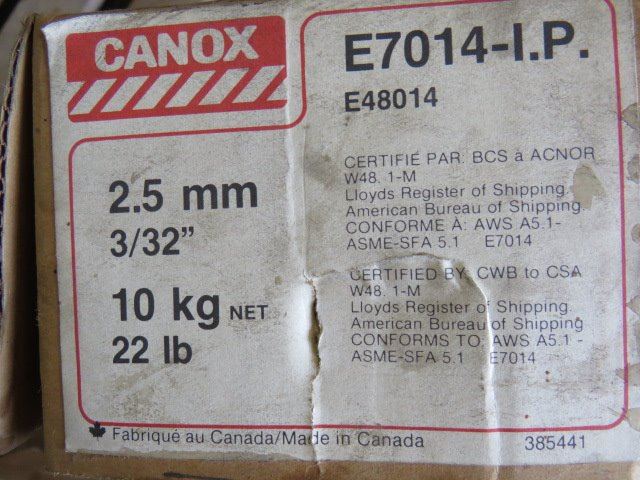 CANOX
E7014-I.P.
E48014
2.5 mm
3/32"
10 kg NET
22 lb
CERTIFIÉ PAR: BCS à ACNOR
W48. 1-M
Lloyds Register of Shipping.
American Bureau of Shipping.
CONFORME À: AWS A5.1-
ASME-SFA 5.1 E7014
CERTIFIED BY: CWB to CSA
W48. 1-M
Lloyds Register of Shipping.
American Bureau of Shipping
CONFORMS TO: AWS A5.1 -
ASME-SFA 5.1 E7014
Fabriqué au Canada/Made in Canada
385441